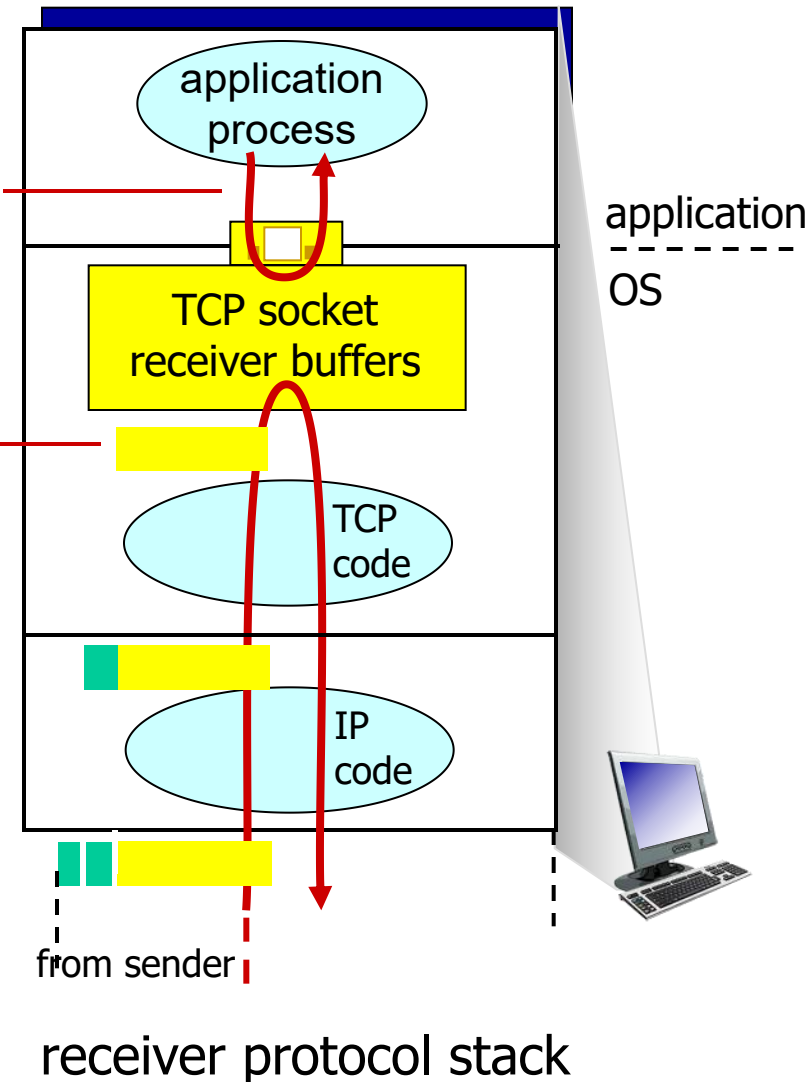 application
process
application
OS
TCP socket
receiver buffers
TCP
code
IP
code
from sender
receiver protocol stack